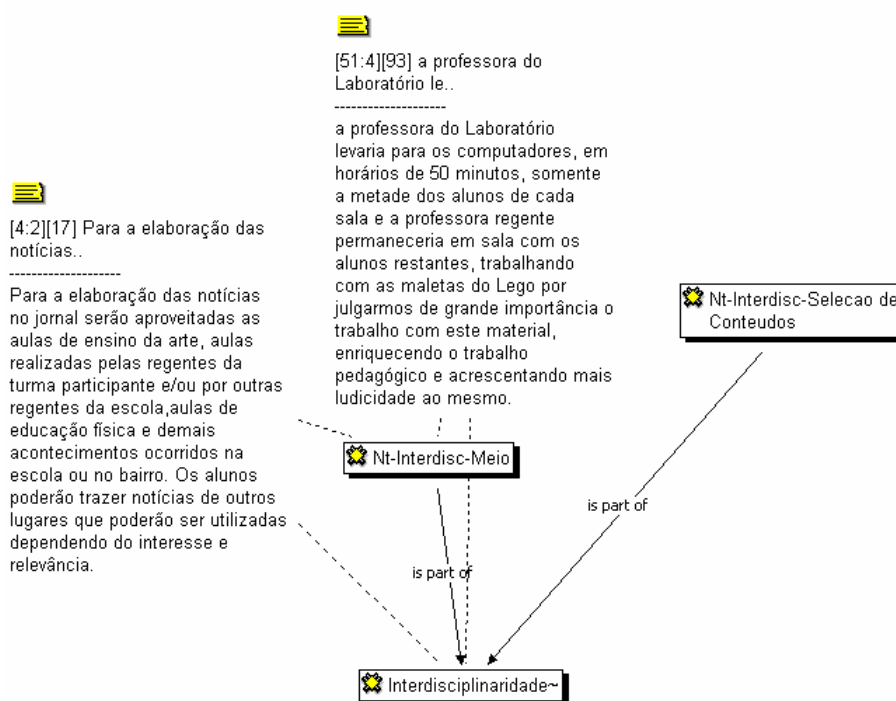 [51:4][93] a professora do
Laboratório le..
--------------------
a professora do Laboratório
levaria para os computadores, em
horários de 50 minutos, somente
a metade dos alunos de cada
sala e a professora regente
permaneceria em sala com os
alunos restantes, trabalhando
com as maletas do Lego por
julgarmos de grande importância o
trabalho com este material,
enriquecendo o trabalho
pedagógico e acrescentando mais
ludicidade ao mesmo.
[4:2][17] Para a elaboração das
notícias..
--------------------
Para a elaboração das notícias
no jornal serão aproveitadas as
aulas de ensino da arte, aulas
realizadas pelas regentes da
turma participante e/ou por outras
regentes da escola,aulas de
educação física e demais
acontecimentos ocorridos na
escola ou no bairro. Os alunos
poderão trazer notícias de outros
lugares que poderão ser utilizadas
dependendo do interesse e
relevância.
Nt-Interdisc-Selecao de
Conteudos
Nt-Interdisc-Meio
is part of
is part of
Interdisciplinaridade~